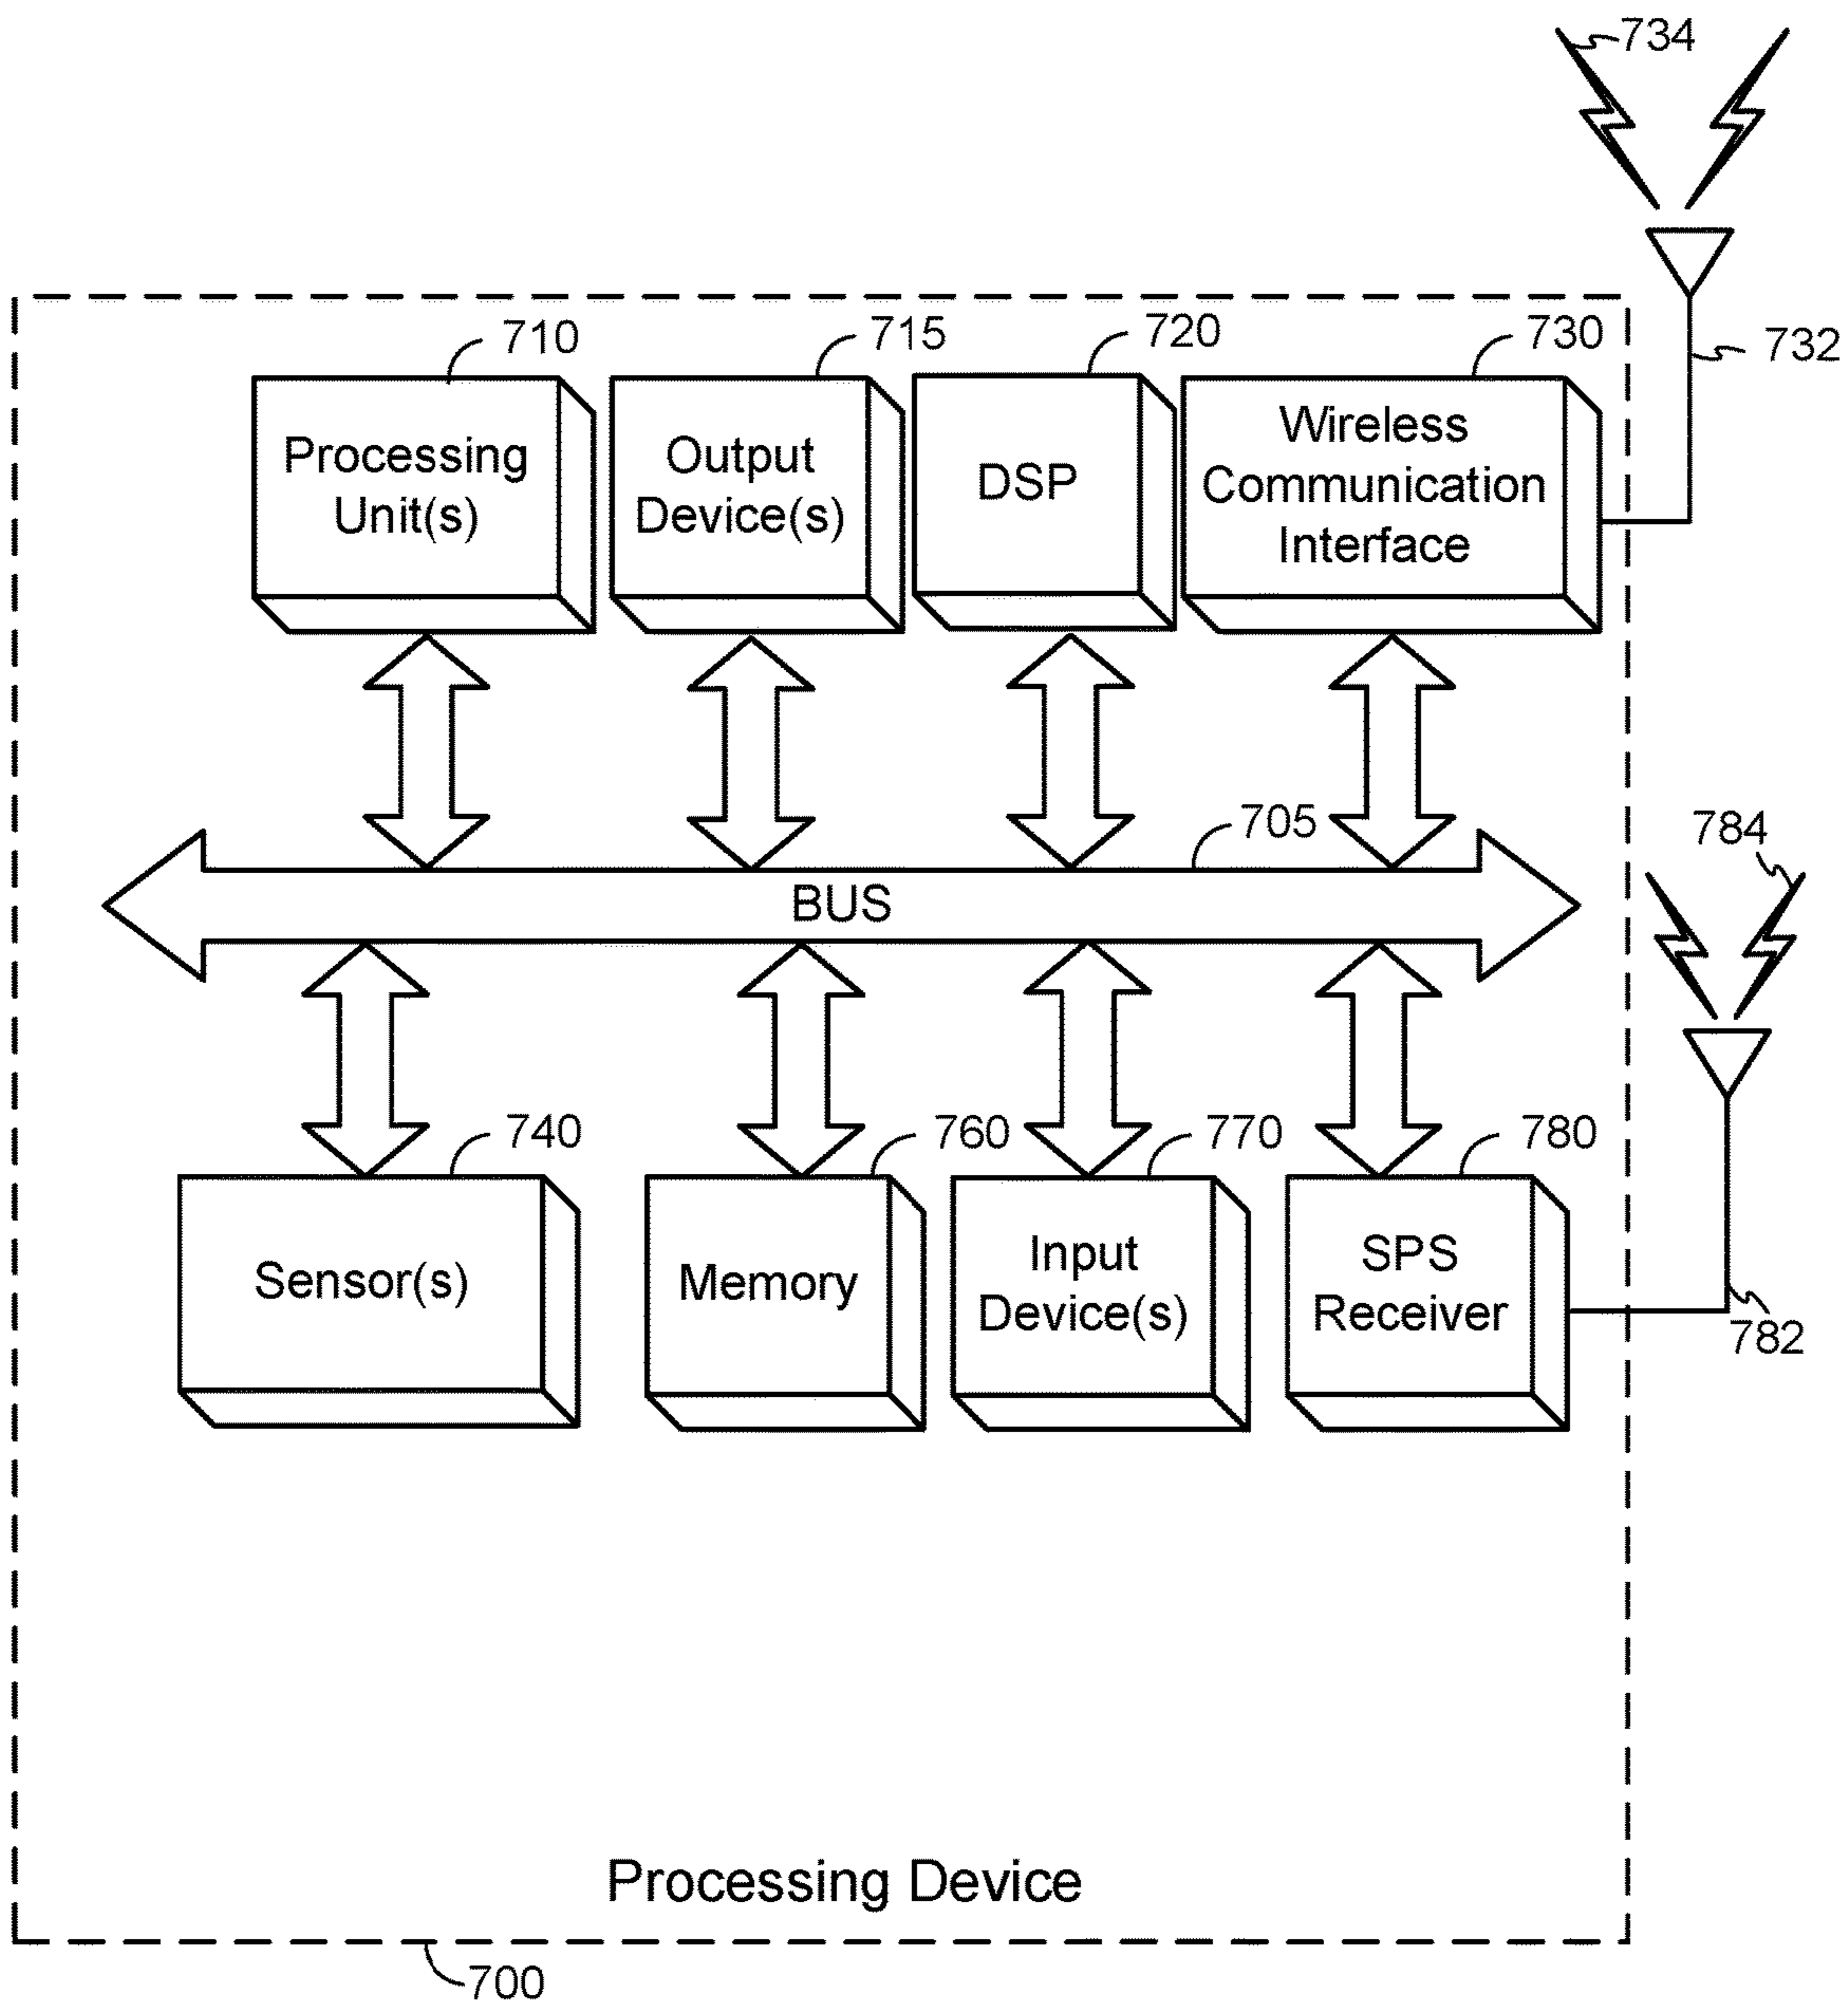 734
732
710
715
720
730
Processing
Unit(s)
Output
Device(s)
DSP
Wireless
Communication
Interface
705
BUS
784
740
760
770
780
Sensor(s)
Memory
Input
Device(s)
SPS
Receiver
782
Processing Device
700